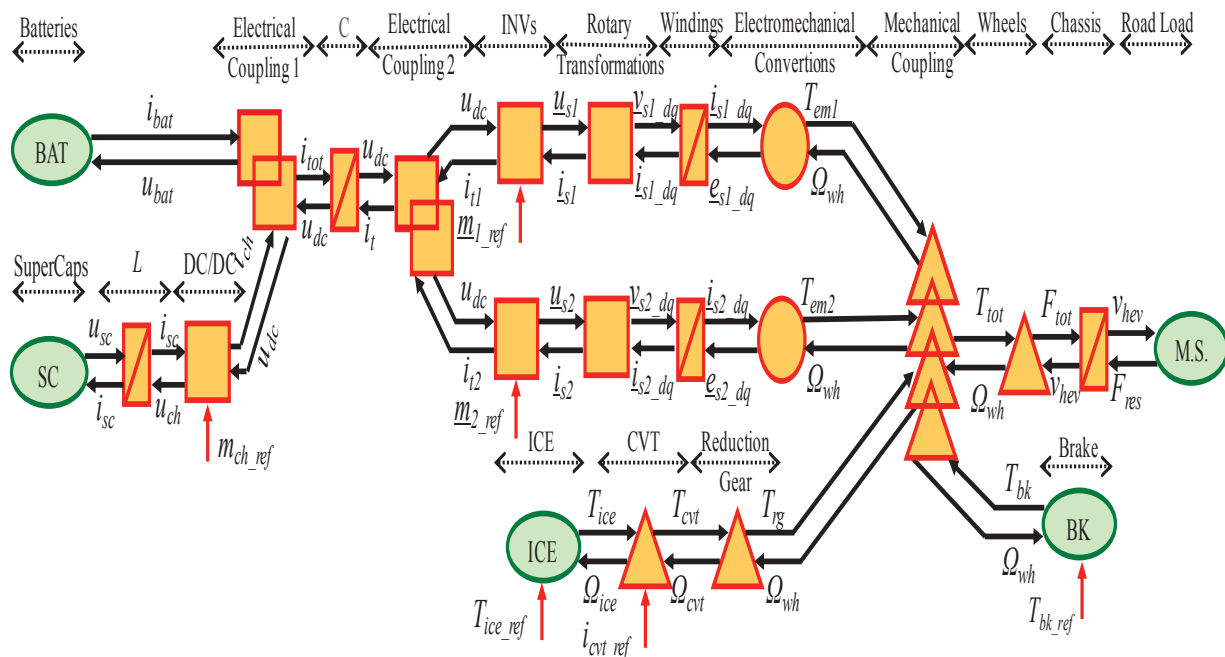 Batteries
Electrical
Coupling 1
C
Electrical
Coupling 2
INVs
Rotary
Transformations
Windings
Electromechanical
Convertions
Mechanical
Coupling
Wheels
Chassis
Road Load
BAT
i_bat
u_bat
i_tot
u_dc
u_dc
i_t
u_dc
i_t1
u_s1
i_s1
m_1_ref
v_s1_dq
i_s1_dq
i_s1_dq
e_s1_dq
T_em1
Ω_wh
SuperCaps
L
DC/DC
i_ch
u_dc
SC
u_sc
i_sc
i_sc
u_ch
m_ch_ref
u_dc
i_t2
u_s2
i_s2
m_2_ref
v_s2_dq
i_s2_dq
i_s2_dq
e_s2_dq
T_em2
Ω_wh
T_tot
Ω_wh
F_tot
v_hev
v_hev
F_res
M.S.
ICE
CVT
Reduction
Gear
Brake
ICE
T_ice
Ω_ice
T_cvt
Ω_cvt
T_rg
Ω_wh
T_ice_ref
i_cvt_ref
T_bk
BK
Ω_wh
T_bk_ref